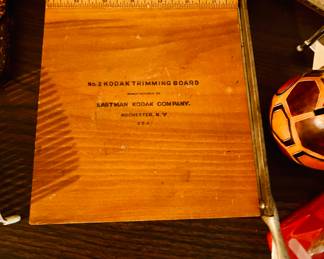 No. 2 KODAK TRIMMING BOARD
MANUFACTURED BY
EASTMAN KODAK COMPANY.
ROCHESTER, N.Y.
U.S.A.